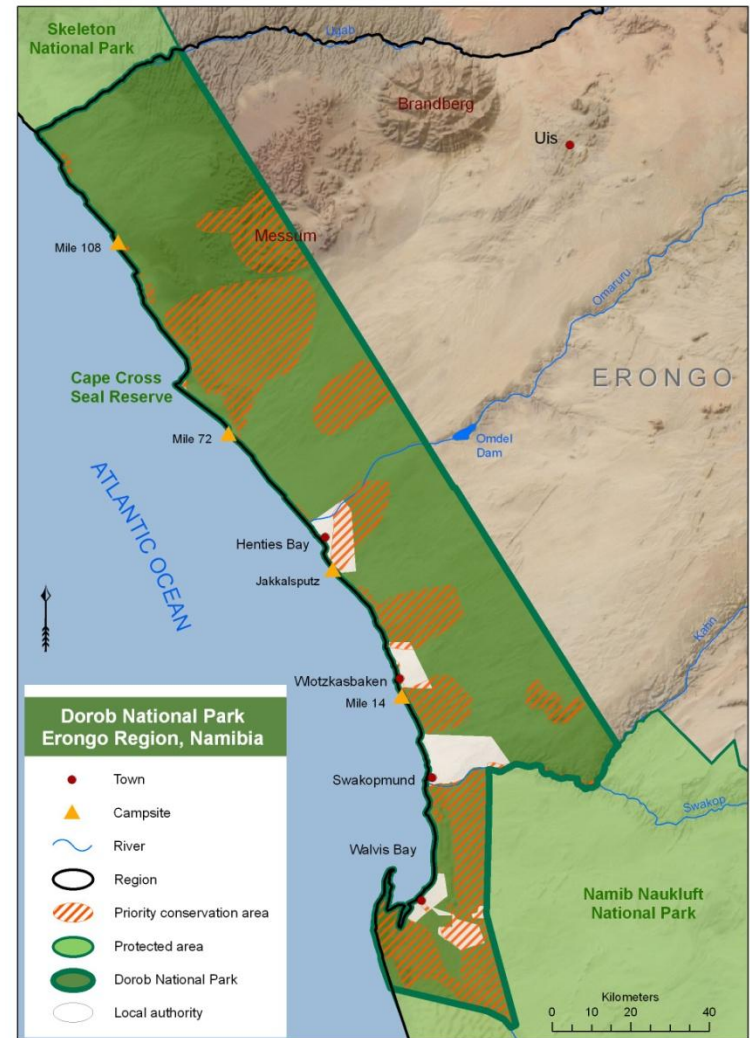 Skeleton
National Park
Ugab
Brandberg
Uis
Messum
Mile 108
Omaruru
ERONGO
Cape Cross
Seal Reserve
Mile 72
Omdel
Dam
ATLANTIC OCEAN
Henties Bay
Jakkalsputz
Kahn
Wlotzkasbaken
Mile 14
Swakopmund
Swakop
Walvis Bay
Namib Naukluft
National Park
Dorob National Park
Erongo Region, Namibia
Town
Campsite
River
Region
Priority conservation area
Protected area
Dorob National Park
Local authority
Kilometers
0 5 10 20 30 40